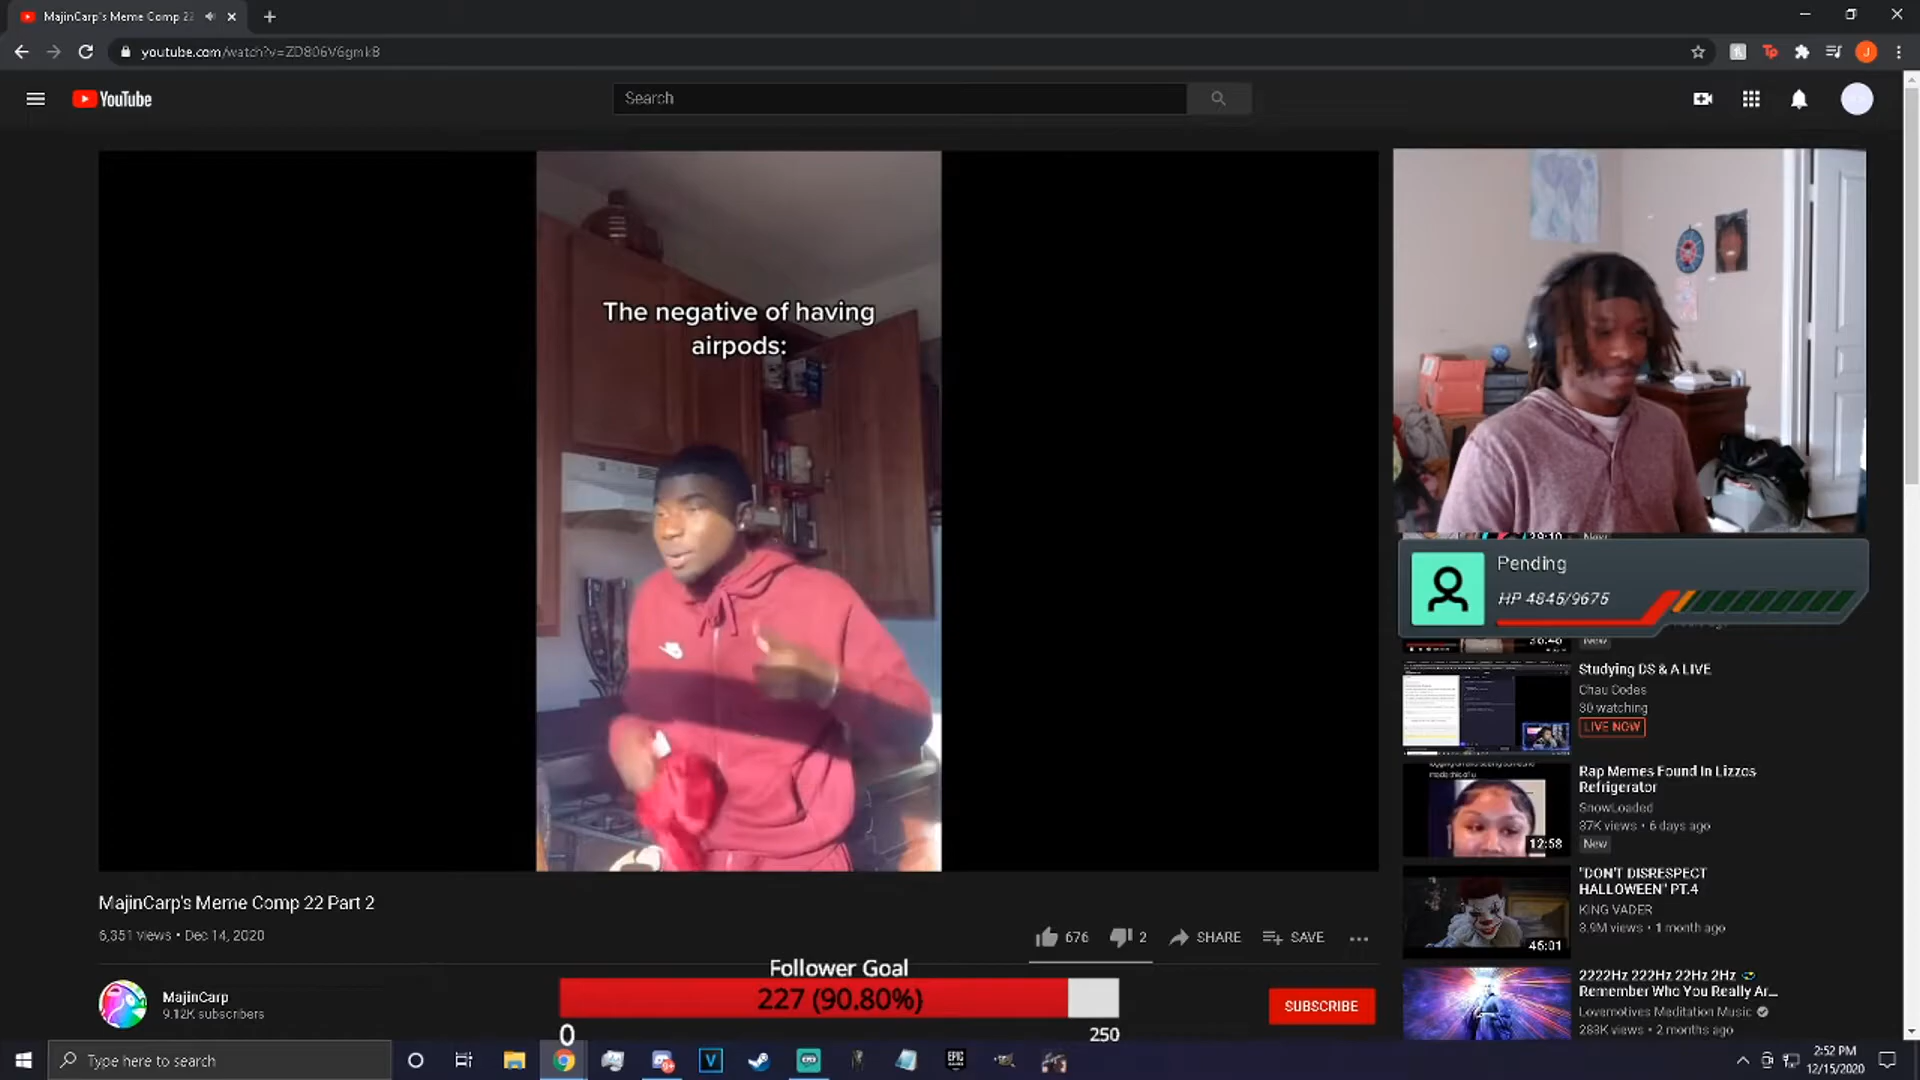 MajinCarp's Meme Comp 22
youtube.com/watch?v=ZD806V6gmk8
YouTube
Search
The negative of having
airpods:
Pending
HP 4845/9675
New
Studying DS & A LIVE
Chau Codes
30 watching
LIVE NOW
Rap Memes Found In Lizzos
Refrigerator
SnowLoaded
37K views • 6 days ago
New
12:58
"DON'T DISRESPECT
HALLOWEEN" PT.4
KING VADER
3.9M views • 1 month ago
45:01
2222Hz 222Hz 22Hz 2Hz
Remember Who You Really Ar...
Lovemotives Meditation Music
283K views • 2 months ago
MajinCarp's Meme Comp 22 Part 2
6,351 views • Dec 14, 2020
676
2
SHARE
SAVE
Follower Goal
227 (90.80%)
0
250
MajinCarp
9.12K subscribers
SUBSCRIBE
Type here to search
EPIC
2:52 PM
12/15/2020